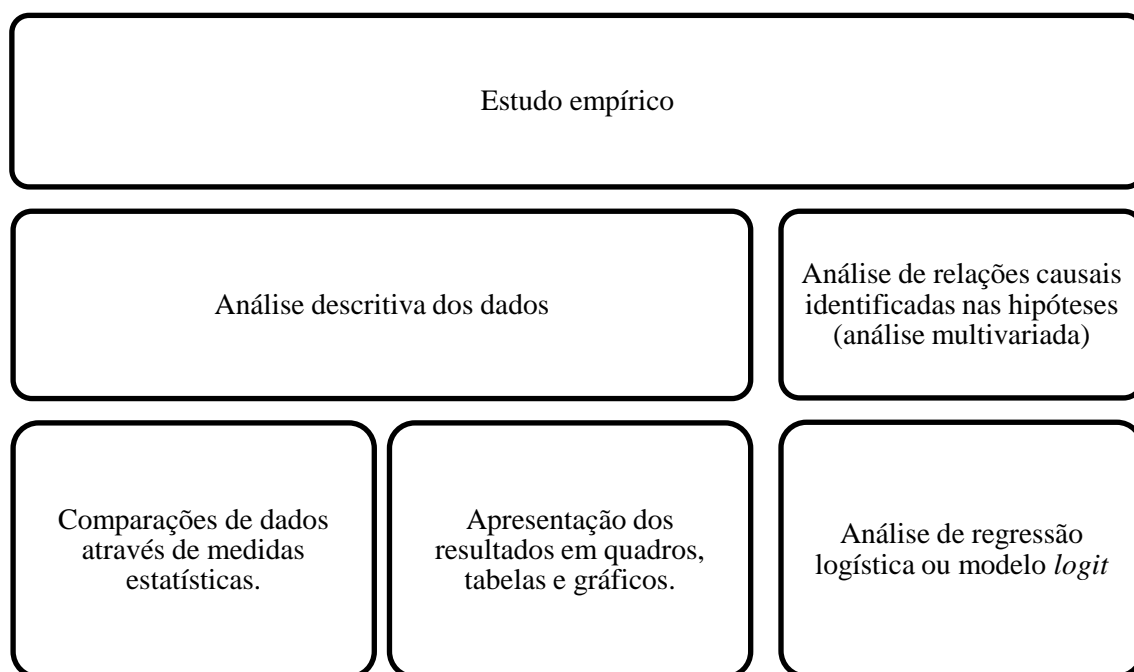 Estudo empírico
Análise descritiva dos dados
Análise de relações causais
identificadas nas hipóteses
(análise multivariada)
Comparações de dados
através de medidas
estatísticas.
Apresentação dos
resultados em quadros,
tabelas e gráficos.
Análise de regressão
logística ou modelo logit